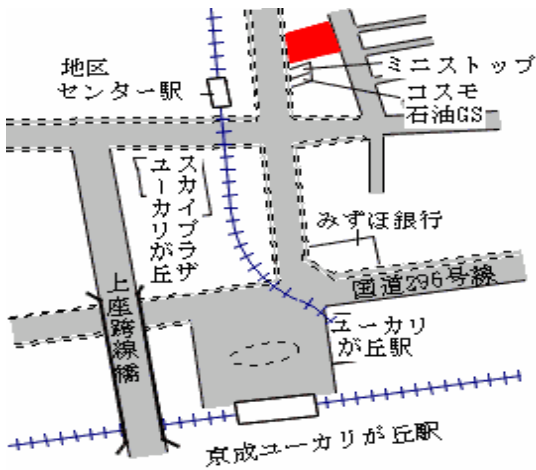 地区
センター駅
ミニストップ
コスモ
石油GS
スカイプラザ
ユーカリが丘
みずほ銀行
上座跨線橋
国道296号線
ユーカリ
が丘駅
京成ユーカリが丘駅